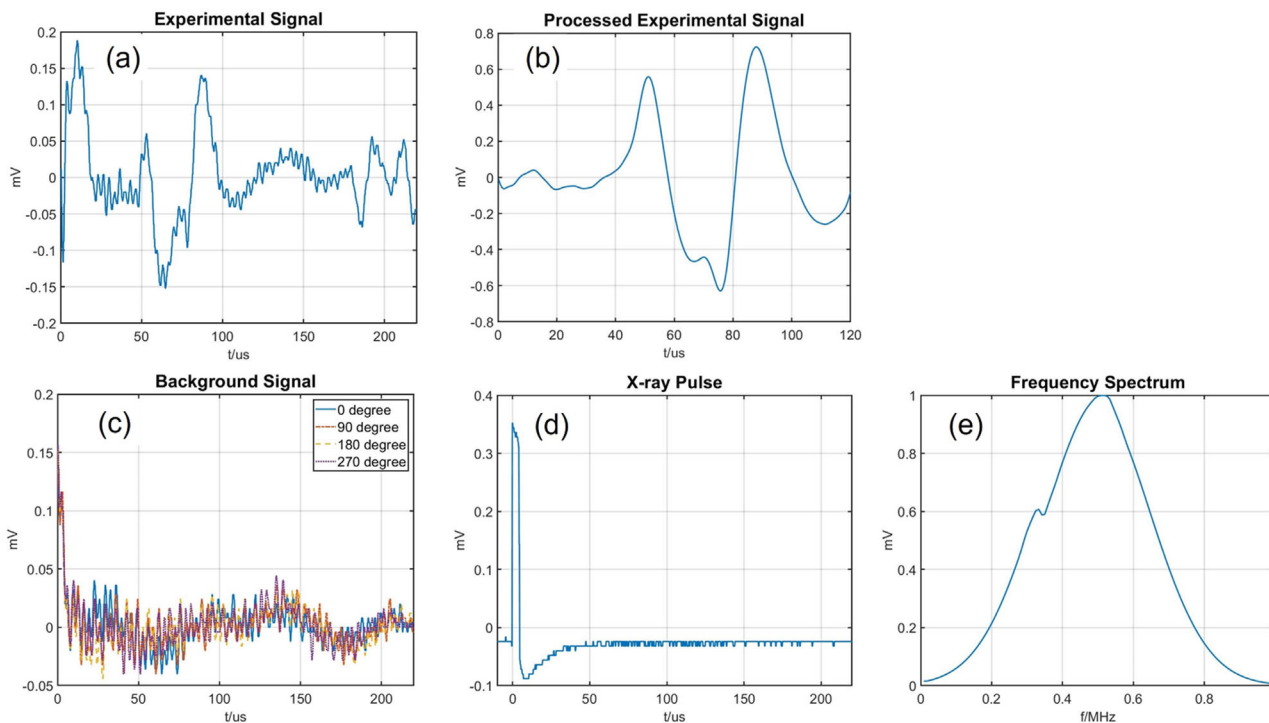 Experimental Signal
(a)
mV
0.2
0.15
0.1
0.05
0
-0.05
-0.1
-0.15
-0.2
0 50 100 150 200
t/us
Processed Experimental Signal
(b)
mV
0.8
0.6
0.4
0.2
0
-0.2
-0.4
-0.6
-0.8
0 20 40 60 80 100 120
t/us
Background Signal
(c)
0 degree
90 degree
180 degree
270 degree
mV
0.2
0.15
0.1
0.05
0
-0.05
0 50 100 150 200
t/us
X-ray Pulse
(d)
mV
0.4
0.3
0.2
0.1
0
-0.1
0 50 100 150 200
t/us
Frequency Spectrum
(e)
mV
1
0.8
0.6
0.4
0.2
0
0.2 0.4 0.6 0.8
f/MHz